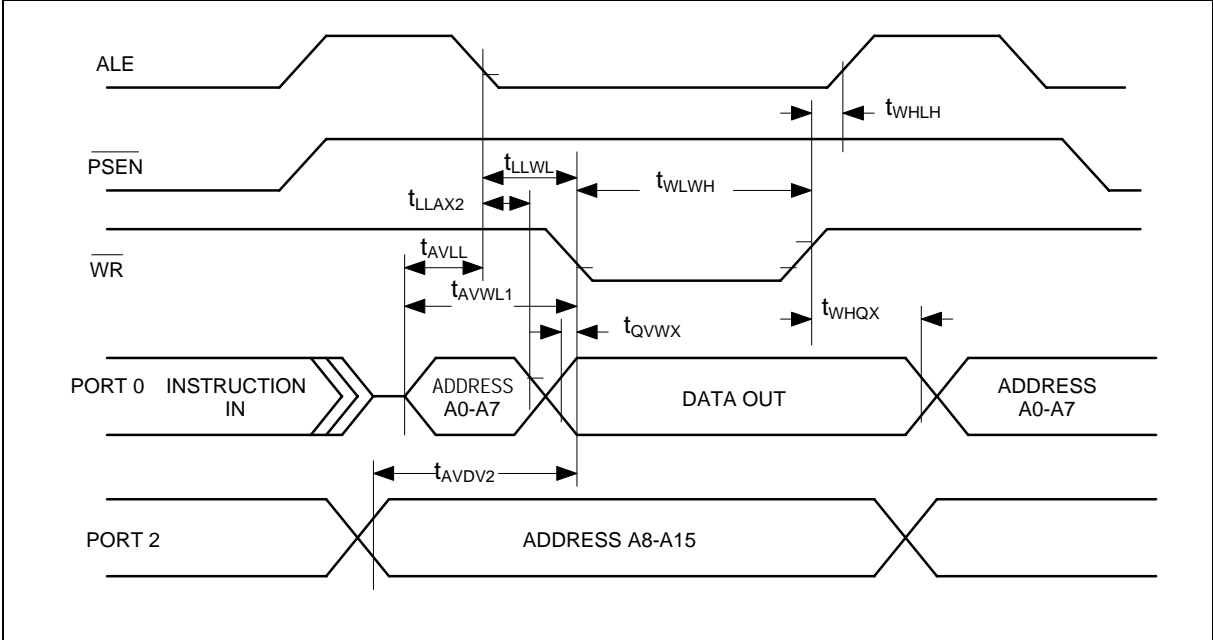 ALE
tWHLH
PSEN
tLLWL
tWLWH
tLLAX2
WR
tAVLL
tAVWL1
tWHQX
tQVWX
PORT 0
INSTRUCTION
IN
ADDRESS
A0-A7
DATA OUT
ADDRESS
A0-A7
tAVDV2
PORT 2
ADDRESS A8-A15